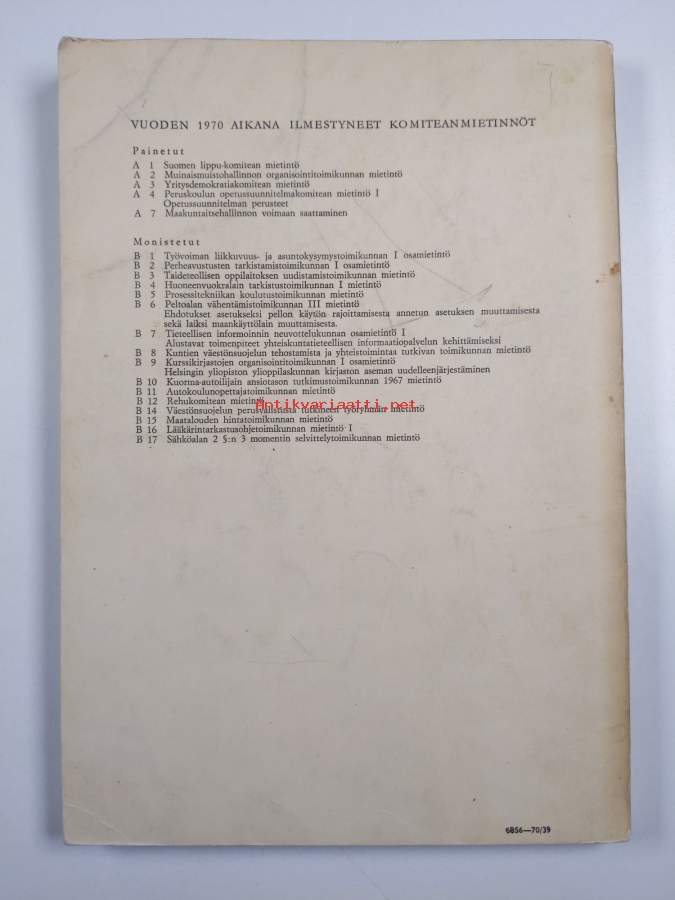 VUODEN 1970 AIKANA ILMESTYNEET KOMITEANMIETINNÖT
Painetut
A 1 Suomen lippu-komitean mietintö
A 2 Muinaismuistohallinnon organisointitoimikunnan mietintö
A 3 Yritysdemokratiakomitean mietintö
A 4 Peruskoulun opetussuunnitelmakomitean mietintö I
Opetussuunnitelman perusteet
A 7 Maakuntaitsehallinnon voimaan saattaminen
Monistetut
B 1 Työvoiman liikkuvuus- ja asuntokysymystoimikunnan I osamietintö
B 2 Perheavustusten tarkistamistoimikunnan I osamietintö
B 3 Taideteollisen oppilaitoksen uudistamistoimikunnan mietintö
B 4 Huoneenvuokralain tarkistustoimikunnan I mietintö
B 5 Prosessitekniikan koulutustoimikunnan mietintö
B 6 Peltoalan vähentämistoimikunnan III mietintö
Ehdotukset asetukseksi pellon käytön rajoittamisesta annetun asetuksen muuttamisesta
sekä laiksi maankäyttölain muuttamisesta.
B 7 Tieteellisen informoinnin neuvottelukunnan osamietintö I
Alustavat toimenpiteet yhteiskuntatieteellisen informaatiopalvelun kehittämiseksi
B 8 Kuntien väestönsuojelun tehostamista ja yhteistoimintaa tutkivan toimikunnan mietintö
B 9 Kurssikirjastojen organisointitoimikunnan I osamietintö
Helsingin yliopiston ylioppilaskunnan kirjaston aseman uudelleenjärjestäminen
B 10 Kuorma-autoilijain ansiotason tutkimustoimikunnan 1967 mietintö
B 11 Autokoulunopettajatoimikunnan mietintö
B 12 Rehukomitean mietintö
Antikvariaatti.net
B 14 Väestönsuojelun perusvalistusta tutkineen työryhmän mietintö
B 15 Maatalouden hintatoimikunnan mietintö
B 16 Lääkärintarkastusohjetoimikunnan mietintö I
B 17 Sähköalan 2 §:n 3 momentin selvittelytoimikunnan mietintö
6856—70/39